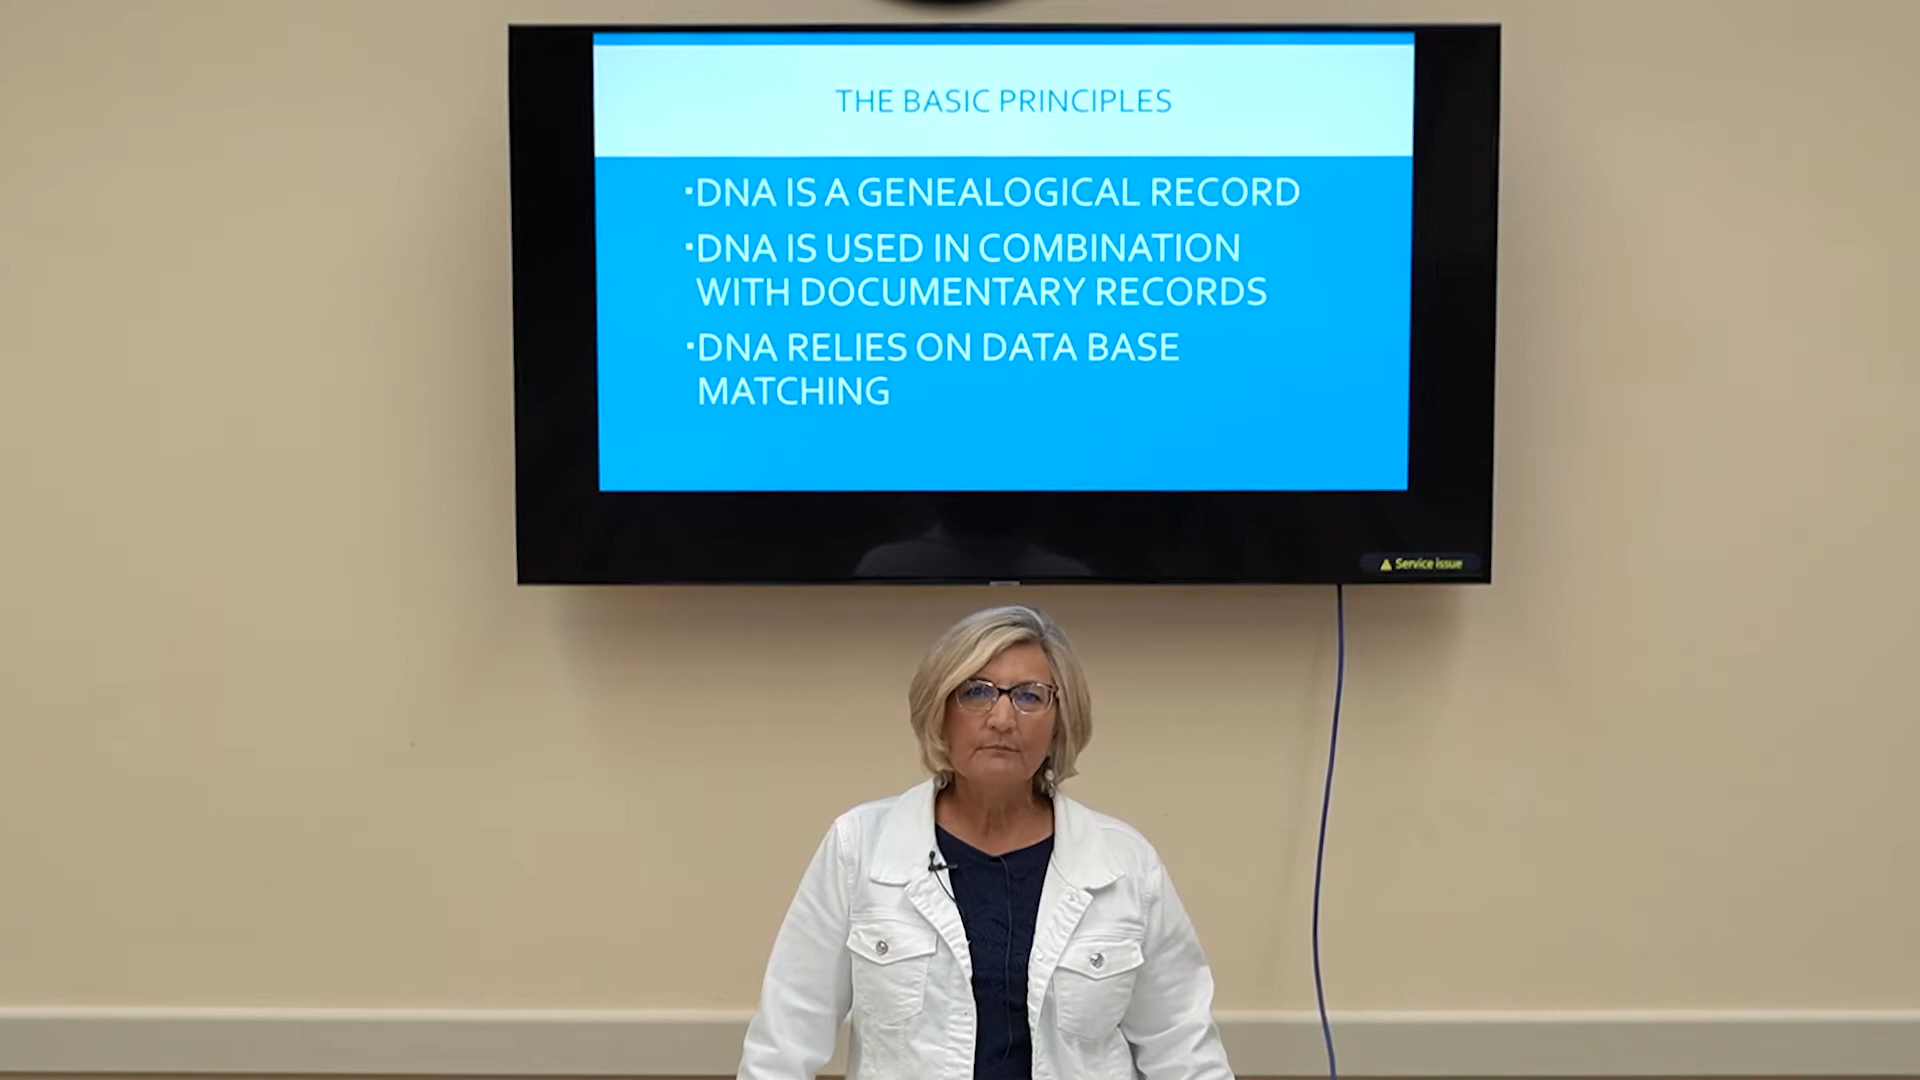 THE BASIC PRINCIPLES
▪DNA IS A GENEALOGICAL RECORD
▪DNA IS USED IN COMBINATION
WITH DOCUMENTARY RECORDS
▪DNA RELIES ON DATA BASE
MATCHING
Service issue